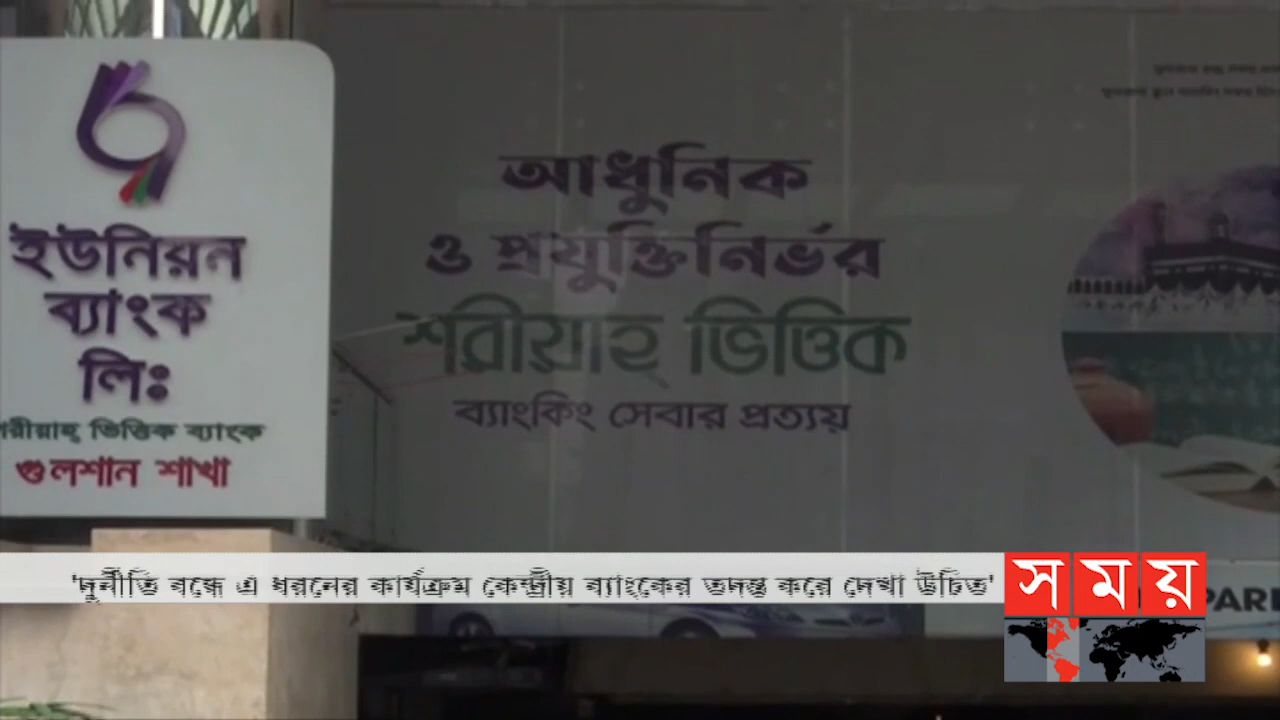 ইউনিয়ন
ব্যাংক
লিঃ
শরীয়াহ্ ভিত্তিক ব্যাংক
গুলশান শাখা
আধুনিক
ও প্রযুক্তিনির্ভর
শরীয়াহ্ ভিত্তিক
ব্যাংকিং সেবার প্রত্যয়
'দুর্নীতি বন্ধে এ ধরনের কার্যক্রম কেন্দ্রীয় ব্যাংকের তদন্ত করে দেখা উচিত'
সময়